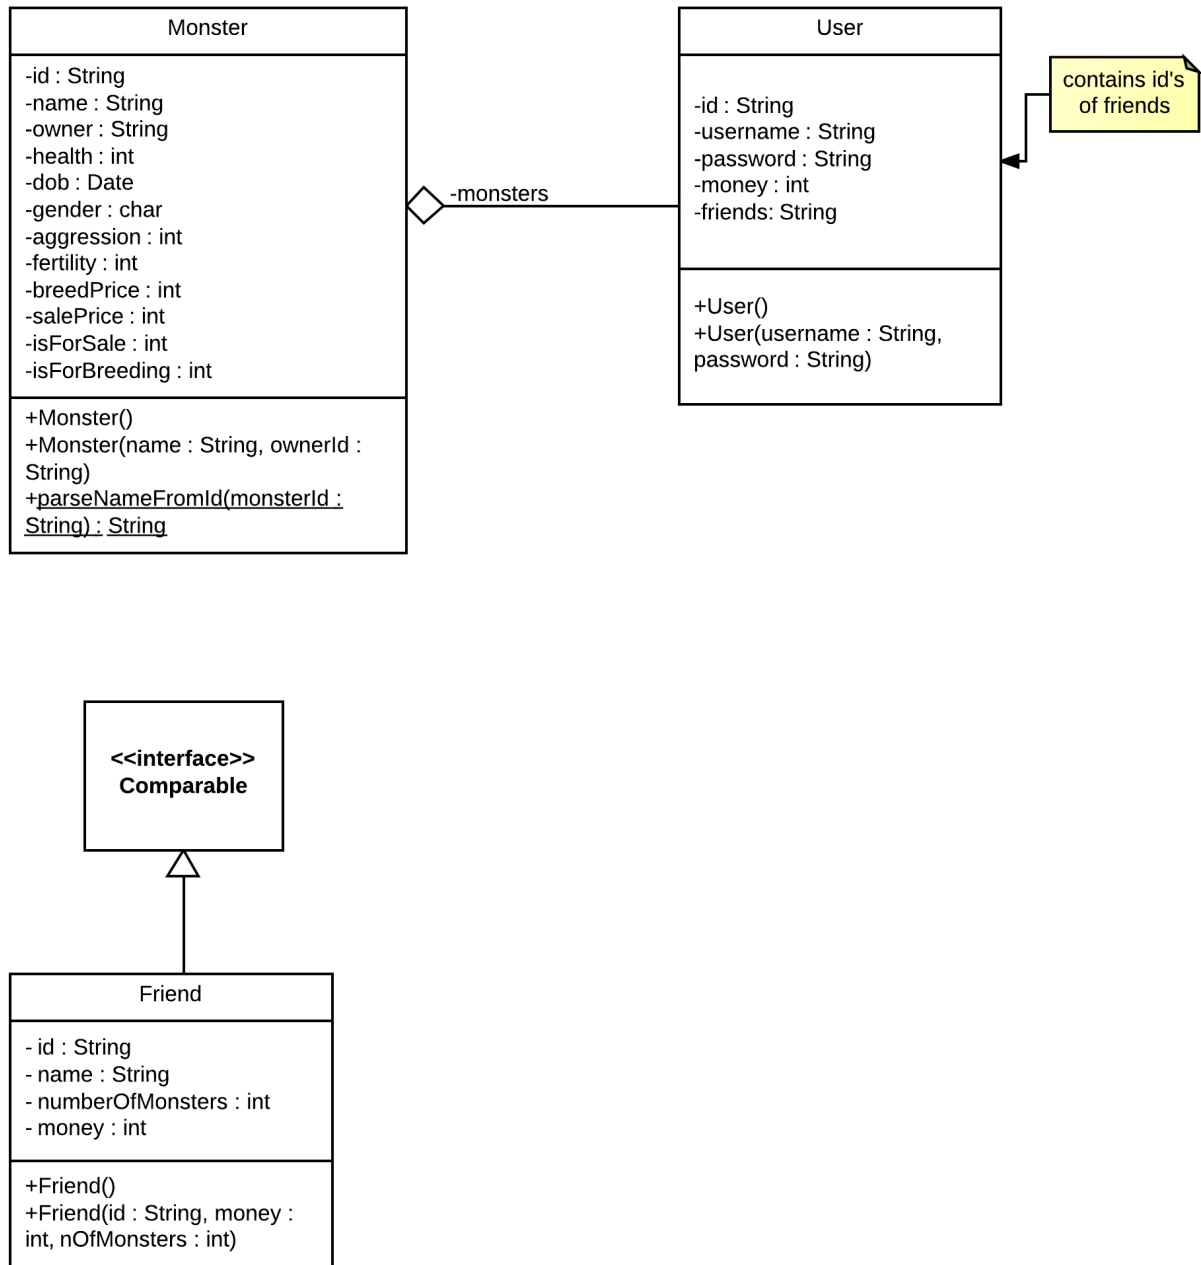 Monster
-id : String
-name : String
-owner : String
-health : int
-dob : Date
-gender : char
-aggression : int
-fertility : int
-breedPrice : int
-salePrice : int
-isForSale : int
-isForBreeding : int
+Monster()
+Monster(name : String, ownerId :
String)
+parseNameFromId(monsterId :
String) : String
-monsters
User
-id : String
-username : String
-password : String
-money : int
-friends: String
+User()
+User(username : String,
password : String)
contains id's
of friends
<<interface>>
Comparable
Friend
- id : String
- name : String
- numberOfMonsters : int
- money : int
+Friend()
+Friend(id : String, money :
int, nOfMonsters : int)